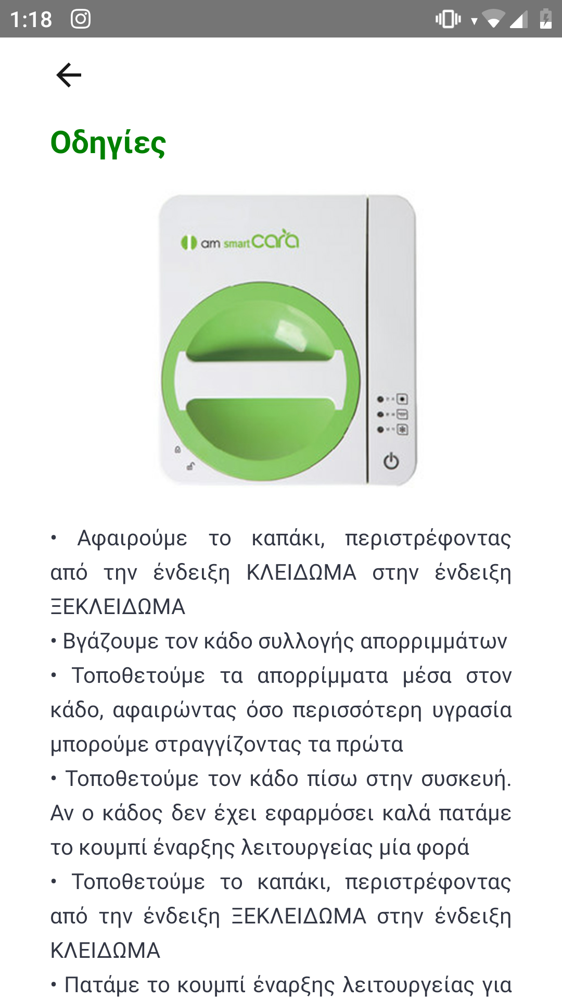 1:18
Οδηγίες
am smart cara
• Αφαιρούμε το καπάκι, περιστρέφοντας
από την ένδειξη ΚΛΕΙΔΩΜΑ στην ένδειξη
ΞΕΚΛΕΙΔΩΜΑ
• Βγάζουμε τον κάδο συλλογής απορριμμάτων
• Τοποθετούμε τα απορρίμματα μέσα στον
κάδο, αφαιρώντας όσο περισσότερη υγρασία
μπορούμε στραγγίζοντας τα πρώτα
• Τοποθετούμε τον κάδο πίσω στην συσκευή.
Αν ο κάδος δεν έχει εφαρμόσει καλά πατάμε
το κουμπί έναρξης λειτουργείας μία φορά
• Τοποθετούμε το καπάκι, περιστρέφοντας
από την ένδειξη ΞΕΚΛΕΙΔΩΜΑ στην ένδειξη
ΚΛΕΙΔΩΜΑ
• Πατάμε το κουμπί έναρξης λειτουργείας για